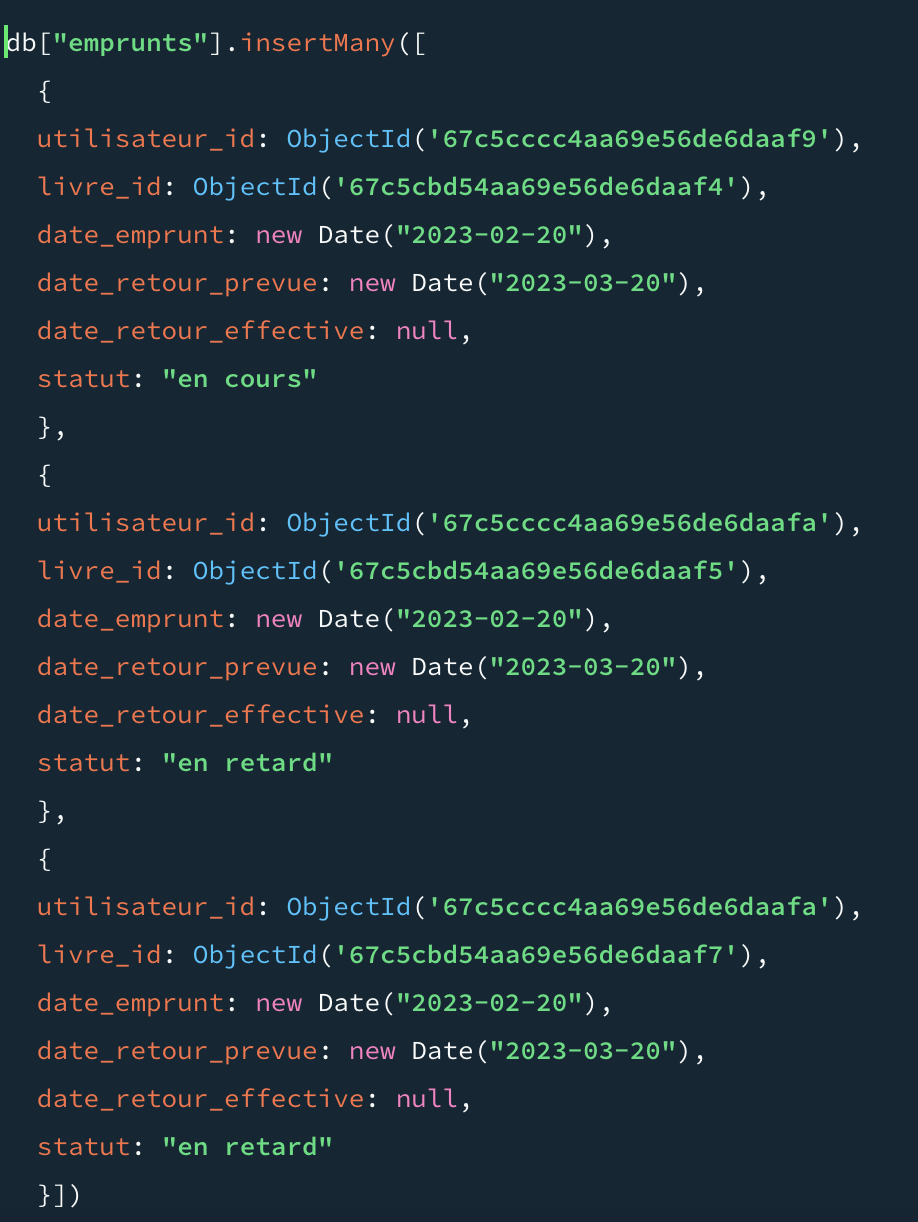 db["emprunts"].insertMany([
{
utilisateur_id: ObjectId('67c5cccc4aa69e56de6daaf9'),
livre_id: ObjectId('67c5cbd54aa69e56de6daaf4'),
date_emprunt: new Date("2023-02-20"),
date_retour_prevue: new Date("2023-03-20"),
date_retour_effective: null,
statut: "en cours"
},
{
utilisateur_id: ObjectId('67c5cccc4aa69e56de6daafa'),
livre_id: ObjectId('67c5cbd54aa69e56de6daaf5'),
date_emprunt: new Date("2023-02-20"),
date_retour_prevue: new Date("2023-03-20"),
date_retour_effective: null,
statut: "en retard"
},
{
utilisateur_id: ObjectId('67c5cccc4aa69e56de6daafa'),
livre_id: ObjectId('67c5cbd54aa69e56de6daaf7'),
date_emprunt: new Date("2023-02-20"),
date_retour_prevue: new Date("2023-03-20"),
date_retour_effective: null,
statut: "en retard"
}])